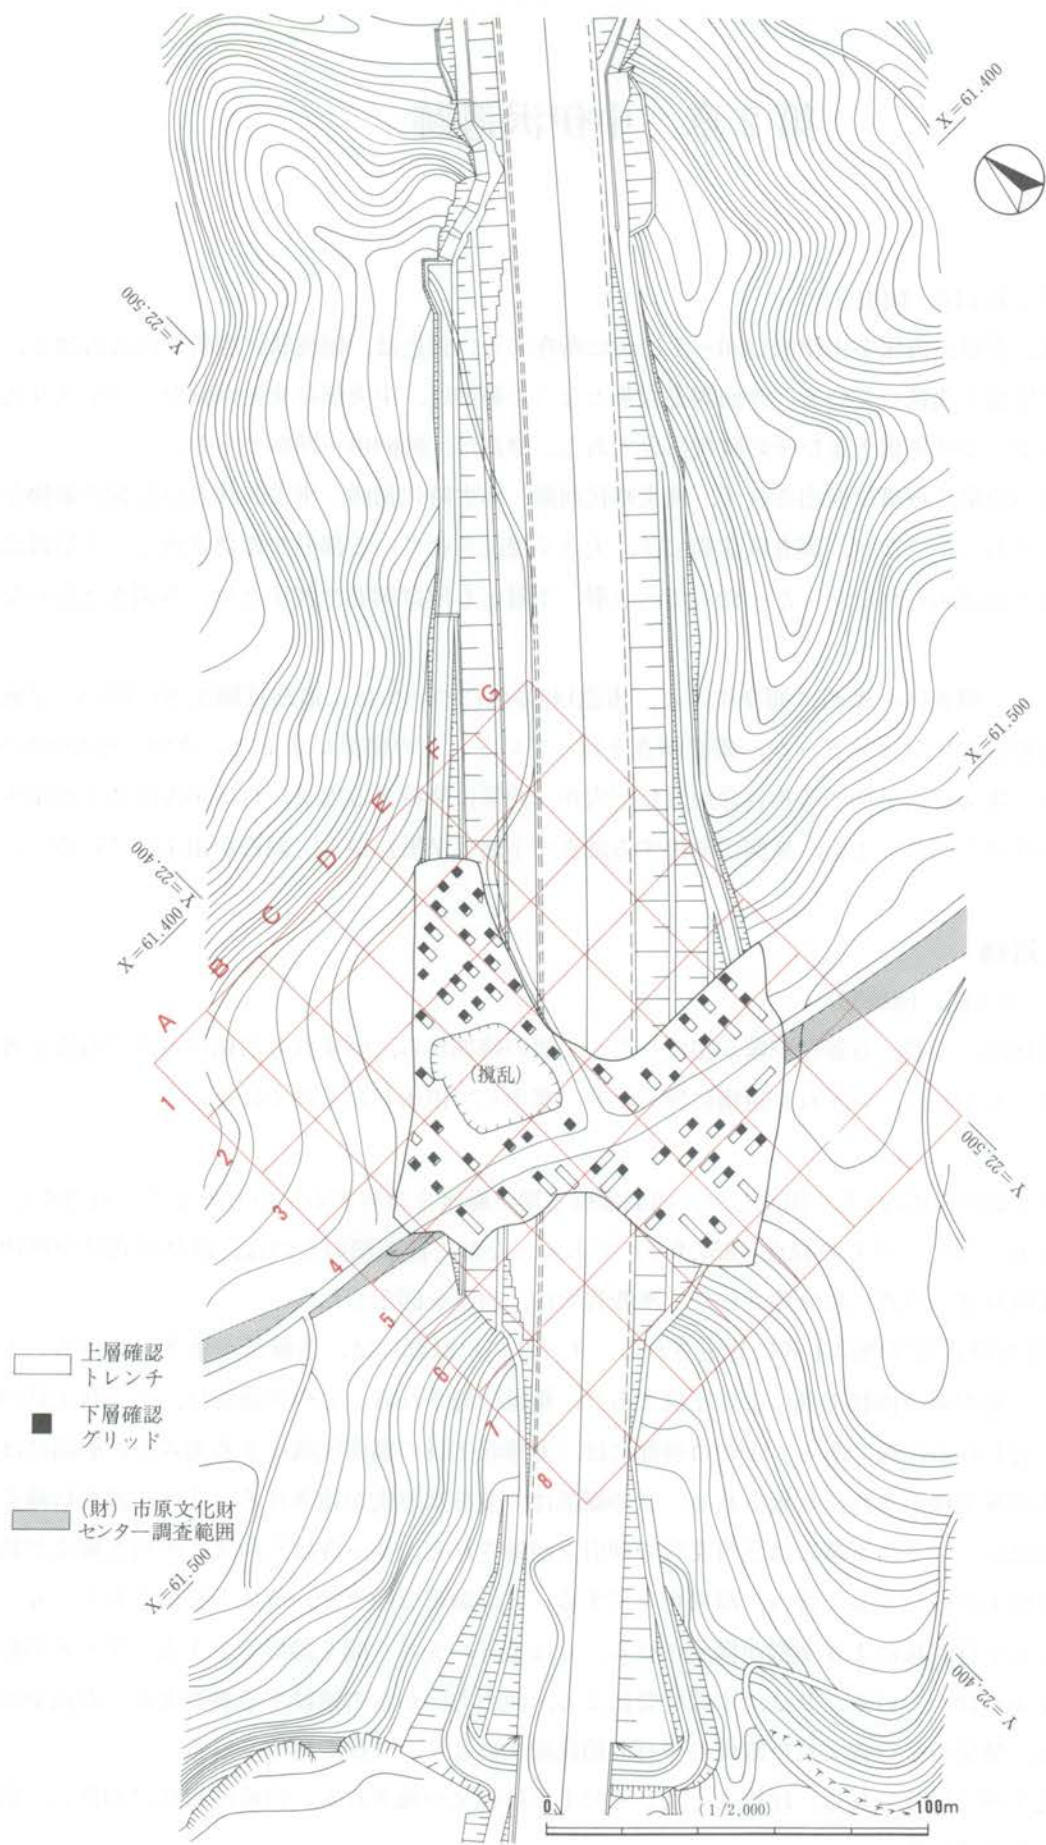 X=61.400
Y=22.500
X=61.500
Y=22.400
X=61.400
G
F
E
D
C
B
A
1
2
3
4
5
6
7
8
(撹乱)
Y=22.500
上層確認
トレンチ
下層確認
グリッド
(財) 市原文化財
センター調査範囲
X=61.500
Y=22.400
0 (1/2,000) 100m